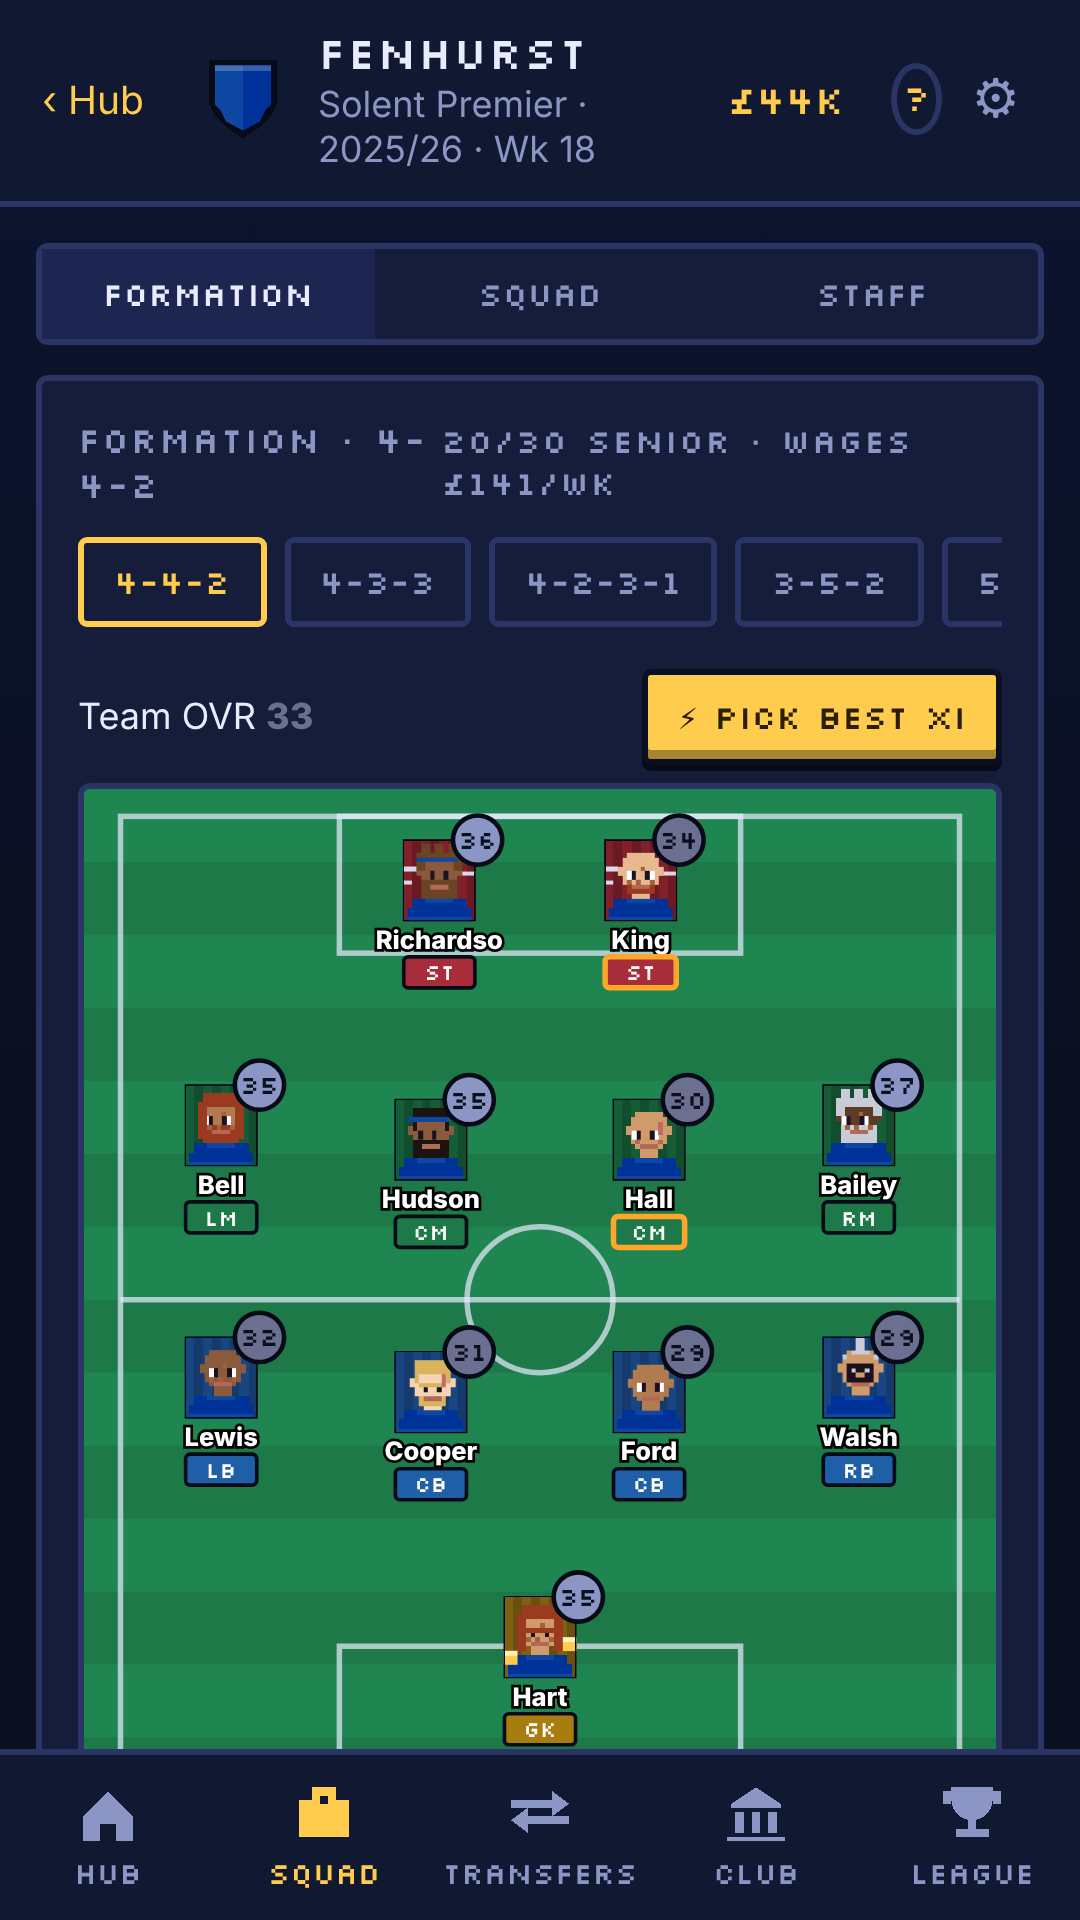 ‹ Hub
FENHURST
Solent Premier ·
2025/26 · Wk 18
£44K
?
FORMATION
SQUAD
STAFF
FORMATION · 4-
4-2
20/30 SENIOR · WAGES
£141/WK
4-4-2
4-3-3
4-2-3-1
3-5-2
5
Team OVR 33
⚡ PICK BEST XI
36
34
Richardso
King
ST
ST
35
35
30
37
Bell
Hudson
Hall
Bailey
LM
CM
CM
RM
32
31
29
29
Lewis
Cooper
Ford
Walsh
LB
CB
CB
RB
35
Hart
GK
HUB
SQUAD
TRANSFERS
CLUB
LEAGUE